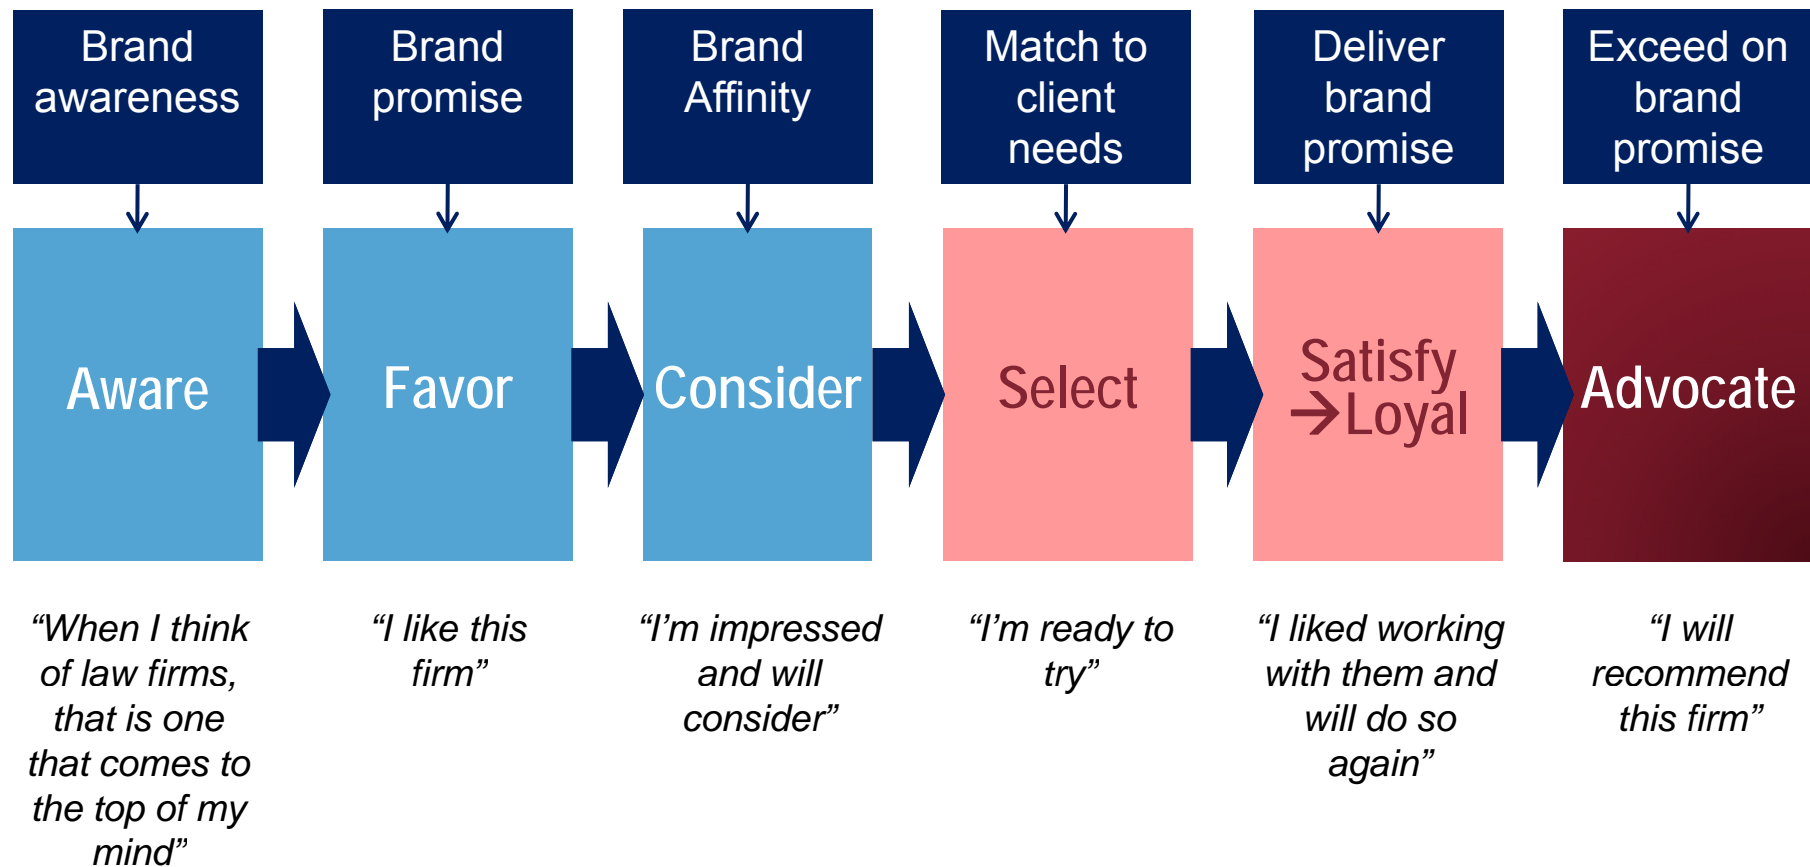 Brand
awareness
Brand
promise
Brand
Affinity
Match to
client
needs
Deliver
brand
promise
Exceed on
brand
promise
Aware
Favor
Consider
Select
Satisfy
→Loyal
Advocate
“When I think
of law firms,
that is one
that comes to
the top of my
mind”
“I like this
firm”
“I’m impressed
and will
consider”
“I’m ready to
try”
“I liked working
with them and
will do so
again”
“I will
recommend
this firm”